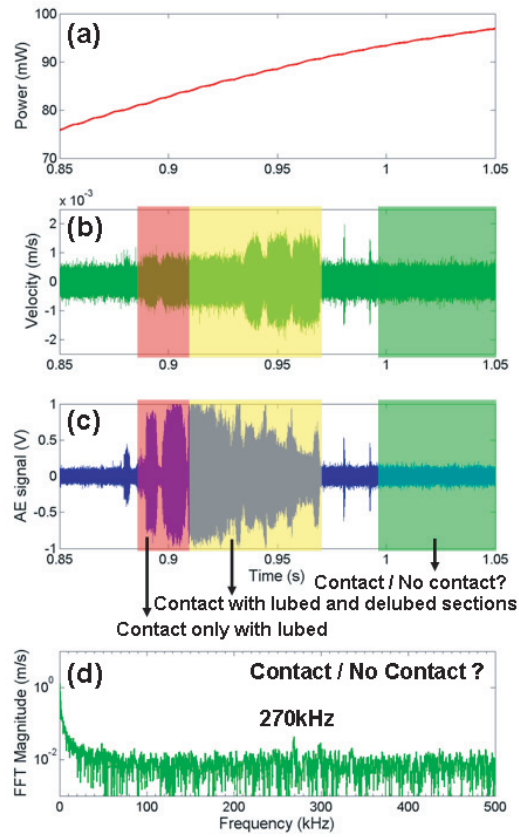 (a)
Power (mW)
100
90
80
70
0.85
0.9
0.95
1
1.05
x 10⁻³
(b)
Velocity (m/s)
2
1
0
-1
-2
0.85
0.9
0.95
1
1.05
(c)
AE signal (V)
1
0.5
0
-0.5
-1
0.85
0.9
0.95
1
1.05
Time (s)
Contact / No contact?
Contact with lubed and delubed sections
Contact only with lubed
(d)
Contact / No Contact ?
270kHz
FFT Magnitude (m/s)
10⁰
10⁻²
0
100
200
300
400
500
Frequency (kHz)